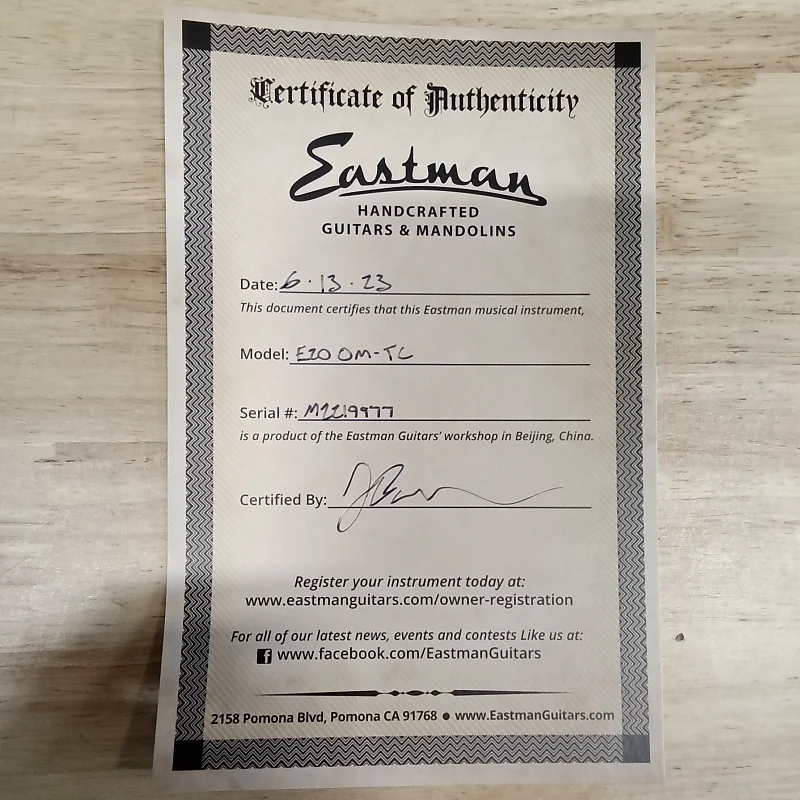 Certificate of Authenticity
Eastman
HANDCRAFTED
GUITARS & MANDOLINS
Date: 6·13·23
This document certifies that this Eastman musical instrument,
Model: E20 OM-TC
Serial #: M2219977
is a product of the Eastman Guitars' workshop in Beijing, China.
Certified By:
Register your instrument today at:
www.eastmanguitars.com/owner-registration
For all of our latest news, events and contests Like us at:
www.facebook.com/EastmanGuitars
2158 Pomona Blvd, Pomona CA 91768 ● www.EastmanGuitars.com